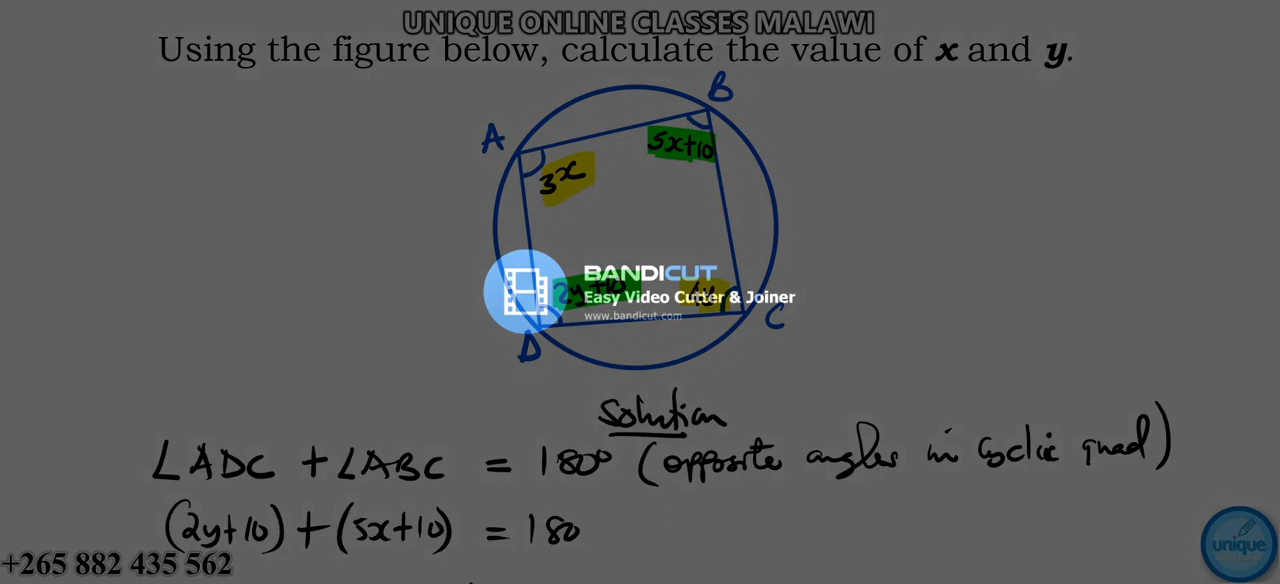 UNIQUE ONLINE CLASSES MALAWI
Using the figure below, calculate the value of x and y.
B
A
5x+10
3x
BANDICUT
2y+10
Easy Video Cutter & Joiner
www.bandicut.com
C
D
Solution
∠ADC + ∠ABC = 180° (opposite angles in cyclic quad)
(2y+10) + (5x+10) = 180
unique
+265 882 435 562